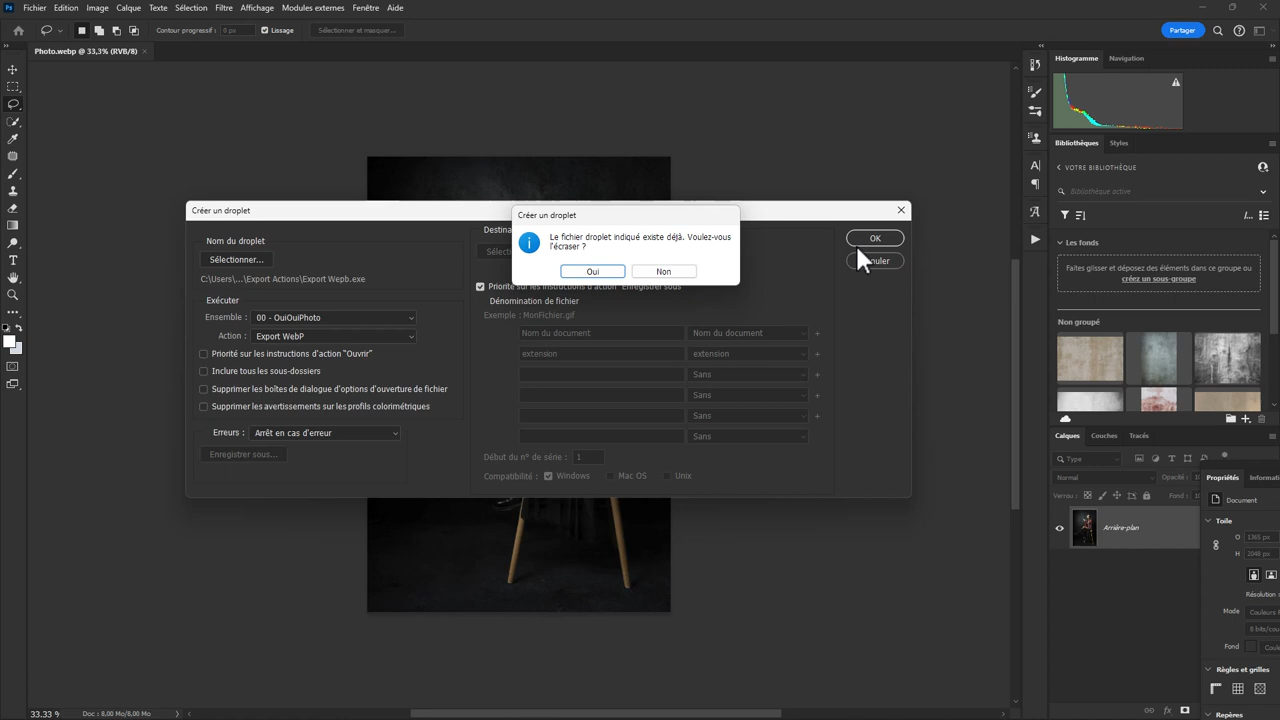 Ps Fichier Edition Image Calque Texte Sélection Filtre Affichage Modules externes Fenêtre Aide
Contour progressif : 0 px Lissage Sélectionner et masquer... Partager
Photo.webp @ 33,3% (RVB/8) ×
Histogramme Navigation
Bibliothèques Styles
VOTRE BIBLIOTHÈQUE
Bibliothèque active
Les fonds
Faites glisser et déposez des éléments dans ce groupe ou
créez un sous-groupe
Non groupé
Créer un droplet
Créer un droplet
Le fichier droplet indiqué existe déjà. Voulez-vous
l'écraser ?
Oui Non
OK
Nom du droplet
Sélectionner...
C:\Users\...\Export Actions\Export Wepb.exe
Exécuter
Ensemble : 00 - OuiOuiPhoto
Action : Export WebP
Priorité sur les instructions d'action "Ouvrir"
Inclure tous les sous-dossiers
Supprimer les boîtes de dialogue d'options d'ouverture de fichier
Supprimer les avertissements sur les profils colorimétriques
Erreurs : Arrêt en cas d'erreur
Enregistrer sous...
Priorité sur les instructions d'action "Enregistrer sous"
Dénomination de fichier
Exemple : MonFichier.gif
Nom du document Nom du document +
extension extension +
Sans +
Sans +
Sans +
Sans
Début du n° de série : 1
Compatibilité : Windows Mac OS Unix
Calques Couches Tracés
Type
Normal Opacité :
Verrou : Fond :
Arrière-plan
Propriétés
Document
Toile
O 1365 px
H 2048 px
Résolution
Mode
Fond
Règles et grilles
Repères
33,33 % Doc : 8,00 Mo/8,00 Mo